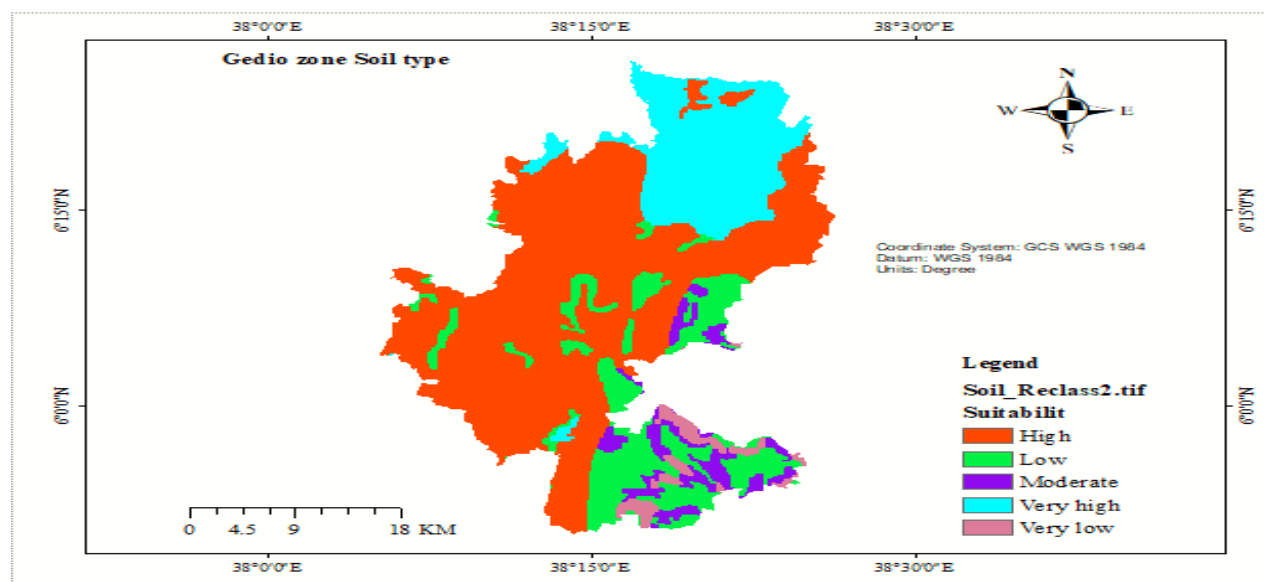 38°0'0"E 38°15'0"E 38°30'0"E
Gedio zone Soil type
N
W E
S
6°15'0"N 6°15'0"N
Coordinate System: GCS WGS 1984
Datum: WGS 1984
Units: Degree
Legend
Soil_Reclass2.tif
Suitabilit
High
Low
Moderate
Very high
Very low
6°0'0"N 6°0'0"N
0 4.5 9 18 KM
38°0'0"E 38°15'0"E 38°30'0"E